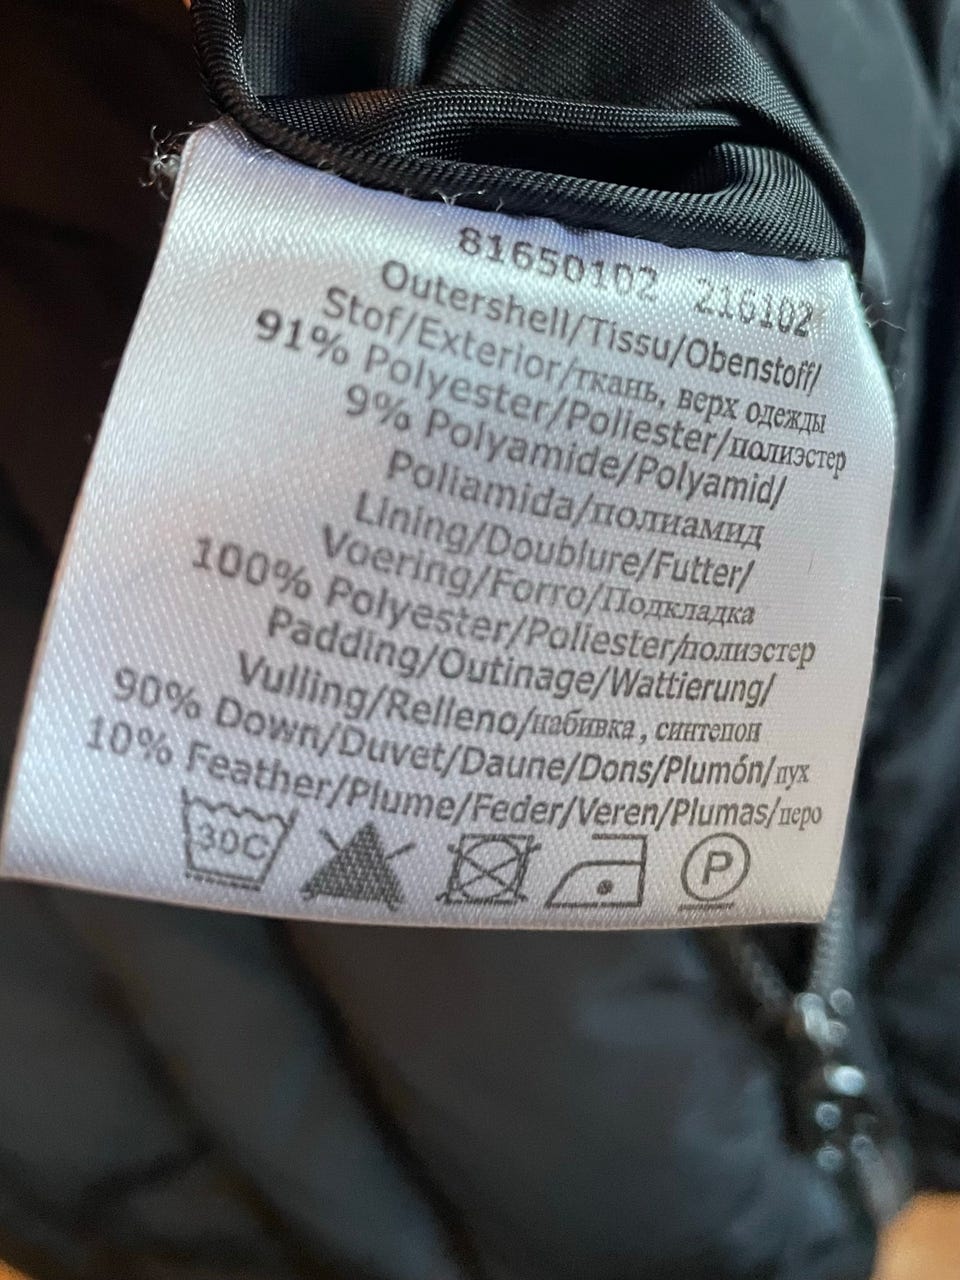 81650102 216102
Outershell/Tissu/Obenstoff/
Stof/Exterior/ткань, верх одежды
91% Polyester/Poliester/полиэстер
9% Polyamide/Polyamid/
Poliamida/полиамид
Lining/Doublure/Futter/
Voering/Forro/Подкладка
100% Polyester/Poliester/полиэстер
Padding/Outinage/Wattierung/
Vulling/Relleno/набивка, синтепон
90% Down/Duvet/Daune/Dons/Plumón/пух
10% Feather/Plume/Feder/Veren/Plumas/перо
30C P